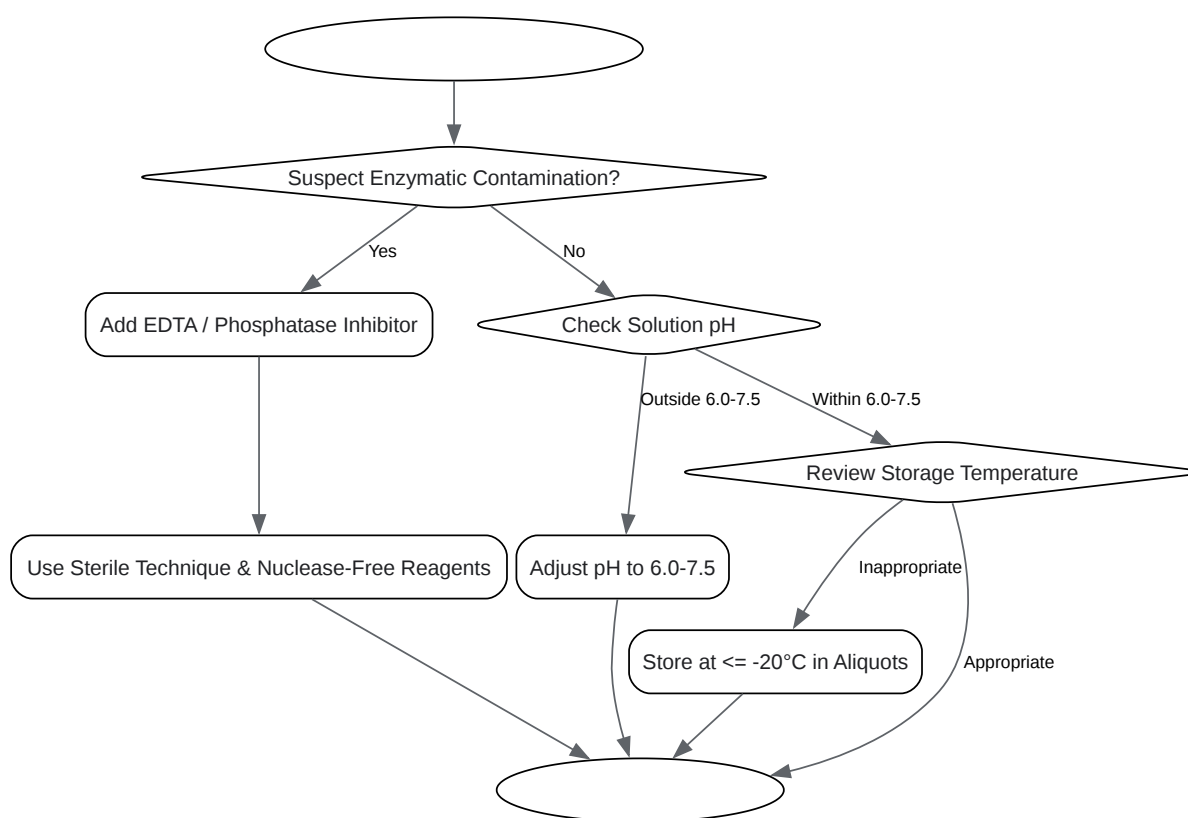 Suspect Enzymatic Contamination?
Yes
No
Add EDTA / Phosphatase Inhibitor
Check Solution pH
Outside 6.0-7.5
Within 6.0-7.5
Review Storage Temperature
Use Sterile Technique & Nuclease-Free Reagents
Adjust pH to 6.0-7.5
Inappropriate
Store at <= -20°C in Aliquots
Appropriate